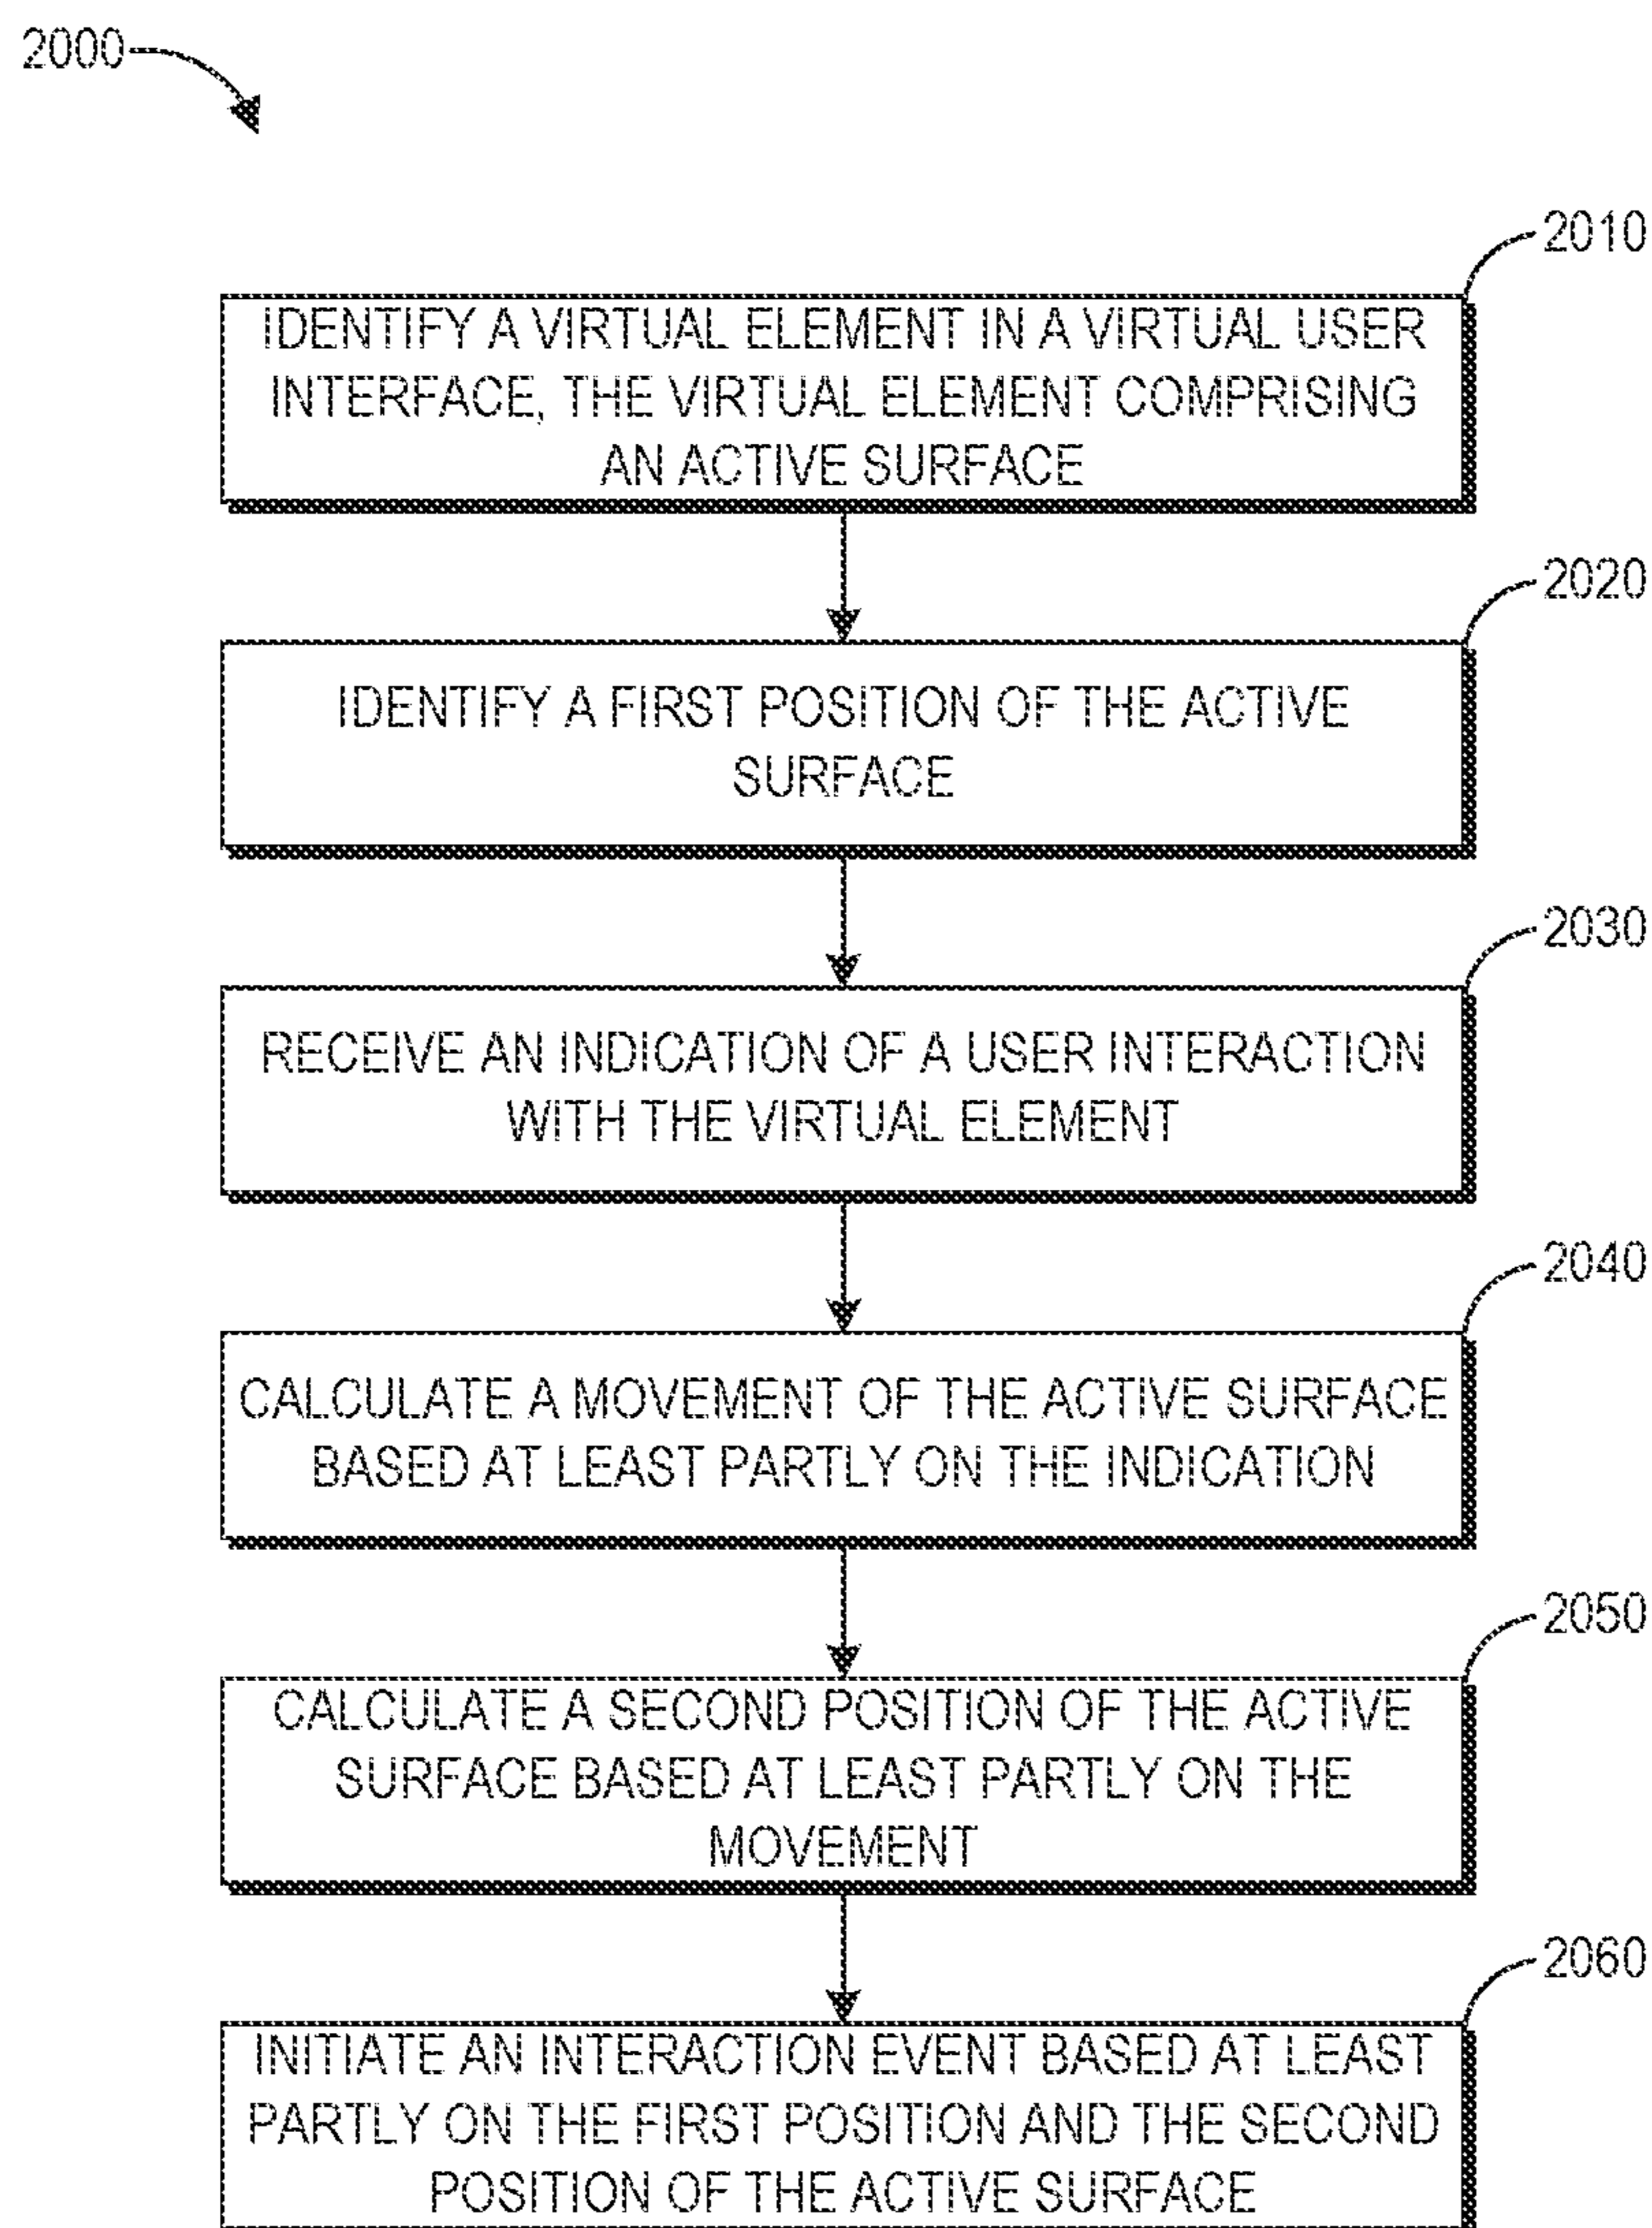 2000
2010
IDENTIFY A VIRTUAL ELEMENT IN A VIRTUAL USER
INTERFACE, THE VIRTUAL ELEMENT COMPRISING
AN ACTIVE SURFACE
2020
IDENTIFY A FIRST POSITION OF THE ACTIVE
SURFACE
2030
RECEIVE AN INDICATION OF A USER INTERACTION
WITH THE VIRTUAL ELEMENT
2040
CALCULATE A MOVEMENT OF THE ACTIVE SURFACE
BASED AT LEAST PARTLY ON THE INDICATION
2050
CALCULATE A SECOND POSITION OF THE ACTIVE
SURFACE BASED AT LEAST PARTLY ON THE
MOVEMENT
2060
INITIATE AN INTERACTION EVENT BASED AT LEAST
PARTLY ON THE FIRST POSITION AND THE SECOND
POSITION OF THE ACTIVE SURFACE